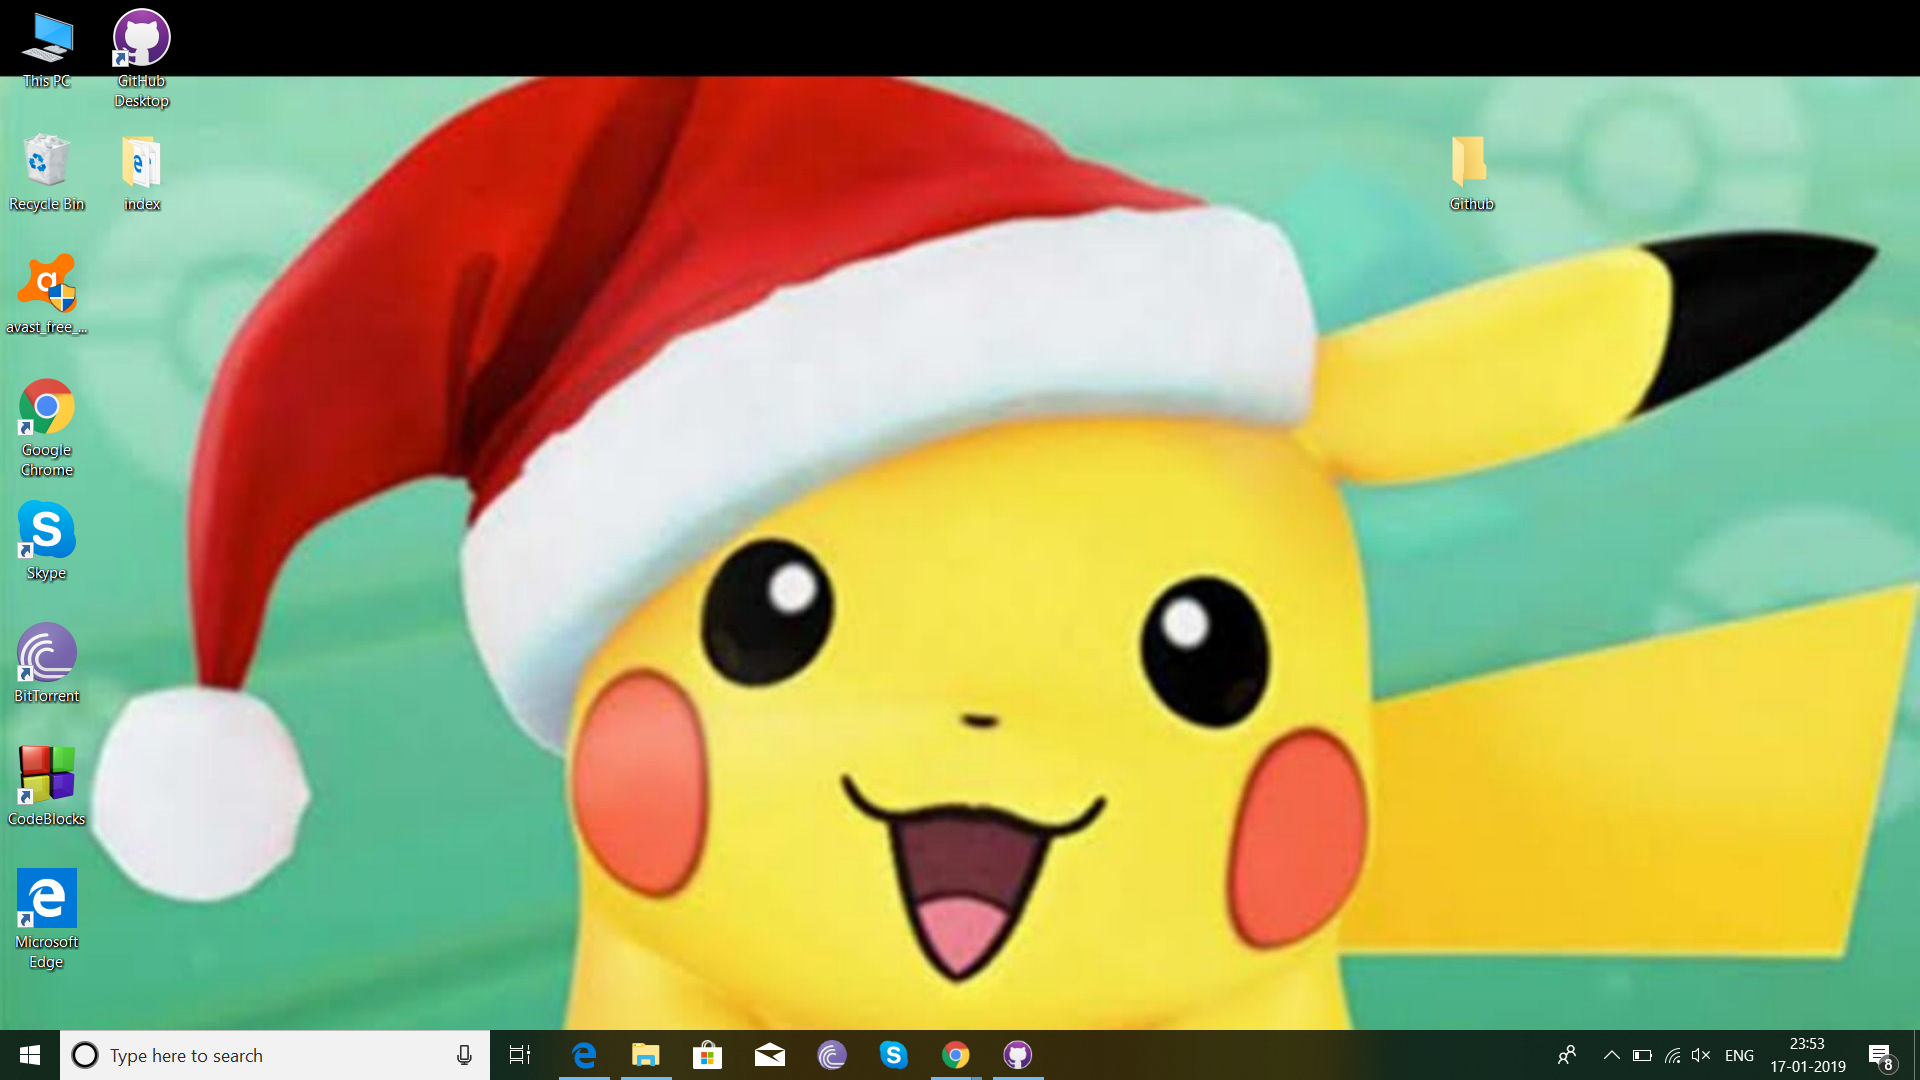 This PC
GitHub
Desktop
Recycle Bin
index
Github
avast_free_...
Google
Chrome
S
Skype
BitTorrent
CodeBlocks
Microsoft
Edge
Type here to search
S
ENG
23:53
17-01-2019
8